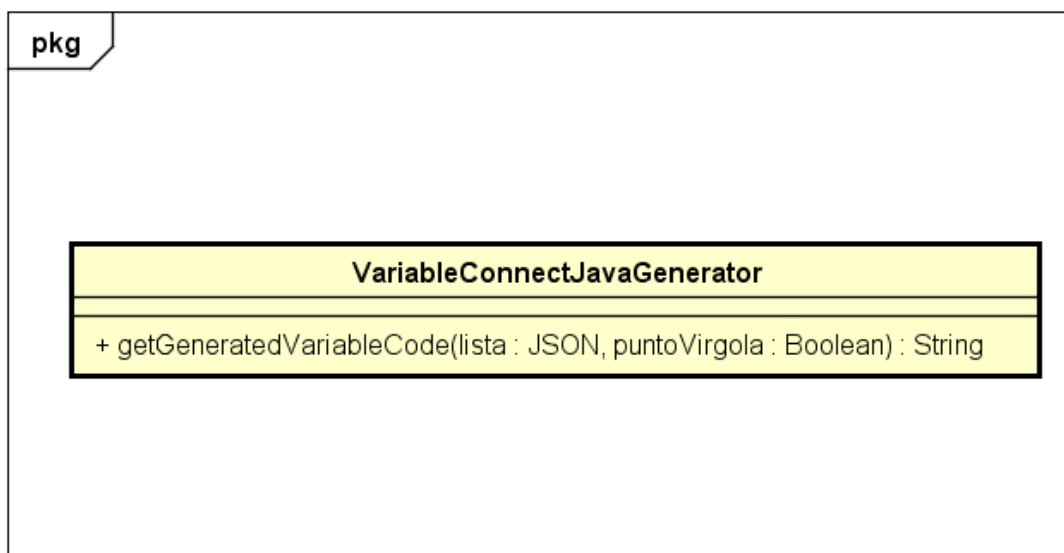 pkg
VariableConnectJavaGenerator
+ getGeneratedVariableCode(lista : JSON, puntoVirgola : Boolean) : String